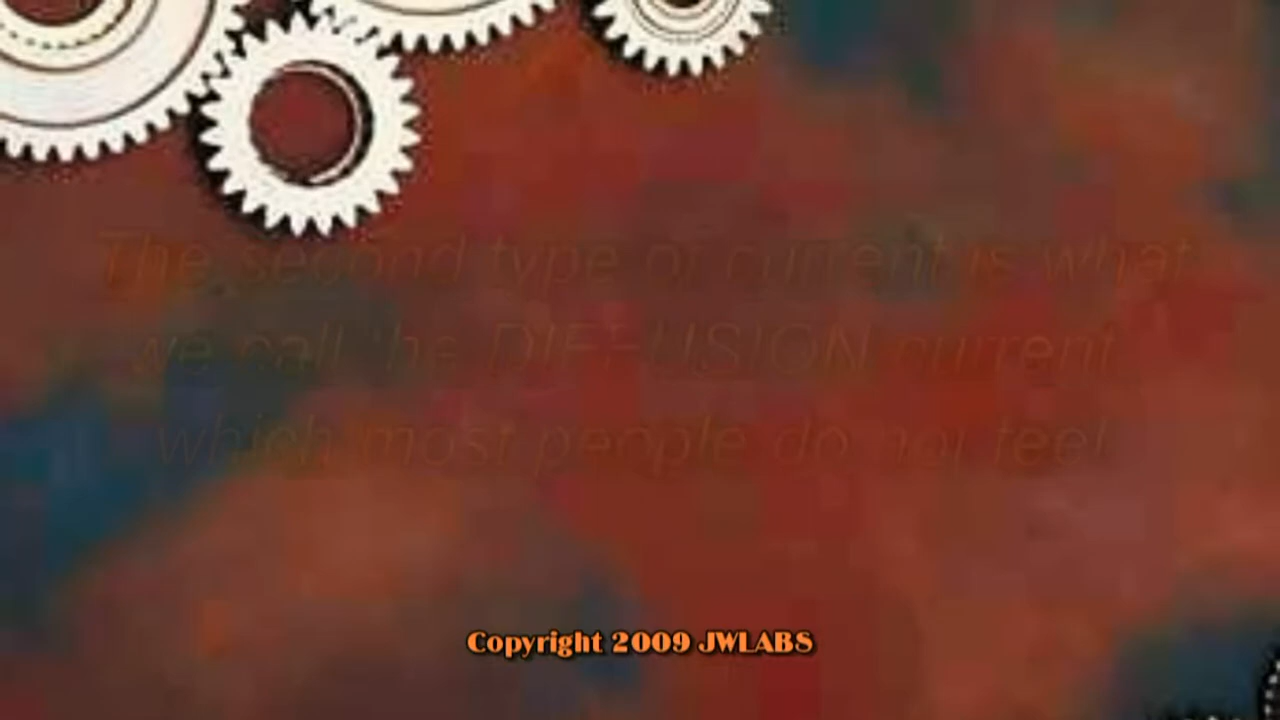 The second type of current is what
we call the DIFFUSION current
which most people do not feel
Copyright 2009 JWLABS